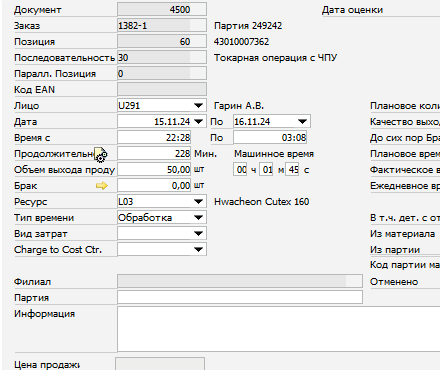 Документ 4500 Дата оценки
Заказ 1382-1 Партия 249242
Позиция 60 43010007362
Последовательность 30 Токарная операция с ЧПУ
Паралл. Позиция 0
Код EAN
Лицо U291 Гарин А.В. Плановое коли
Дата 15.11.24 По 16.11.24 Качество выход
Время с 22:28 По 03:08 До сих пор Бра
Продолжительн 228 Мин. Машинное время Плановое врем
Объем выхода проду 50,00 шт 00 ч 01 м 45 с Фактическое в
Брак 0,00 шт Ежедневное вр
Ресурс L03 Hwacheon Cutex 160
Тип времени Обработка В т.ч. дет. с от
Вид затрат Из материала
Charge to Cost Ctr. Из партии
Код партии ма
Филиал Отменено
Партия
Информация
Цена продажи